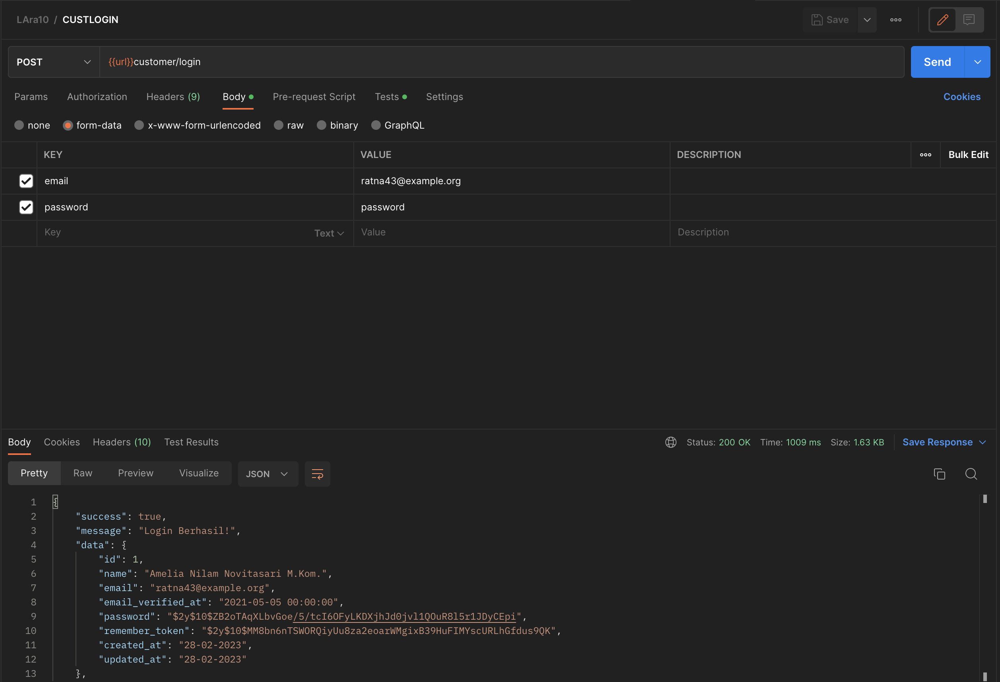 LAra10 / CUSTLOGIN
Save
POST {{url}}customer/login Send
Params Authorization Headers (9) Body Pre-request Script Tests Settings Cookies
none form-data x-www-form-urlencoded raw binary GraphQL
KEY VALUE DESCRIPTION Bulk Edit
email ratna43@example.org
password password
Key Text Value Description
Body Cookies Headers (10) Test Results Status: 200 OK Time: 1009 ms Size: 1.63 KB Save Response
Pretty Raw Preview Visualize JSON
1 {
2 "success": true,
3 "message": "Login Berhasil!",
4 "data": {
5 "id": 1,
6 "name": "Amelia Nilam Novitasari M.Kom.",
7 "email": "ratna43@example.org",
8 "email_verified_at": "2021-05-05 00:00:00",
9 "password": "$2y$10$ZB2oTAqXLbvGoe/5/tcI6OFyLKDXjhJd0jvl1QOuR8l5r1JDyCEpi",
10 "remember_token": "$2y$10$MM8bn6nTSWORQiyUu8za2eoarWMgixB39HuFIMYscURLhGfdus9QK",
11 "created_at": "28-02-2023",
12 "updated_at": "28-02-2023"
13 },